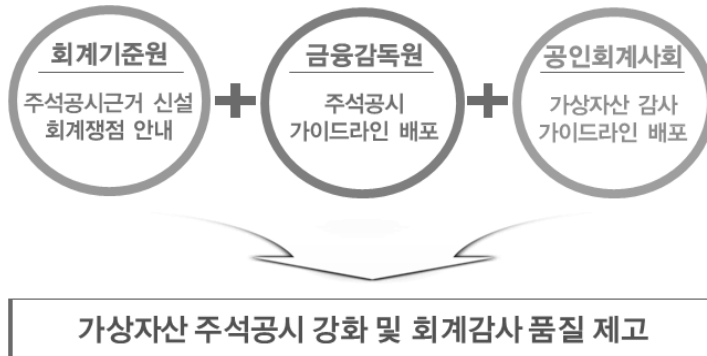 회계기준원
주석공시근거 신설
회계쟁점 안내
금융감독원
주석공시
가이드라인 배포
공인회계사회
가상자산 감사
가이드라인 배포
가상자산 주석공시 강화 및 회계감사 품질 제고